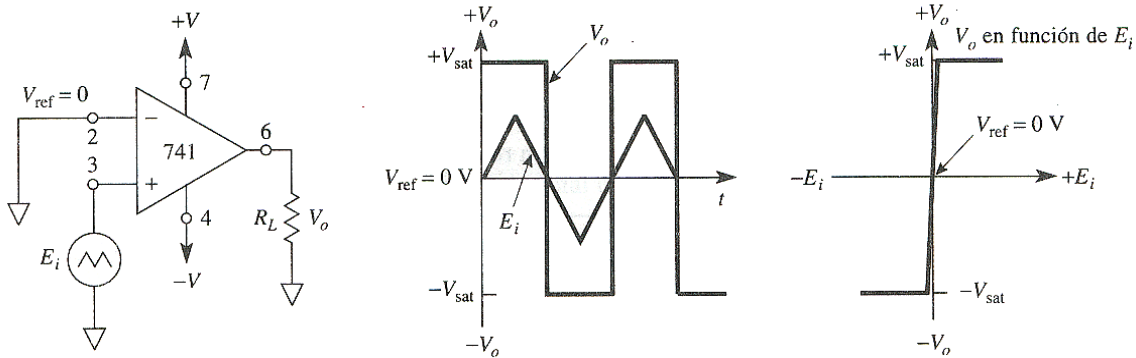 +V
7
V_ref = 0
2
−
741
6
3
+
4
R_L
V_o
E_i
−V
+V_o
+V_sat
V_o
V_ref = 0 V
E_i
t
−V_sat
−V_o
+V_o
V_o en función de E_i
+V_sat
V_ref = 0 V
−E_i
+E_i
−V_sat
−V_o